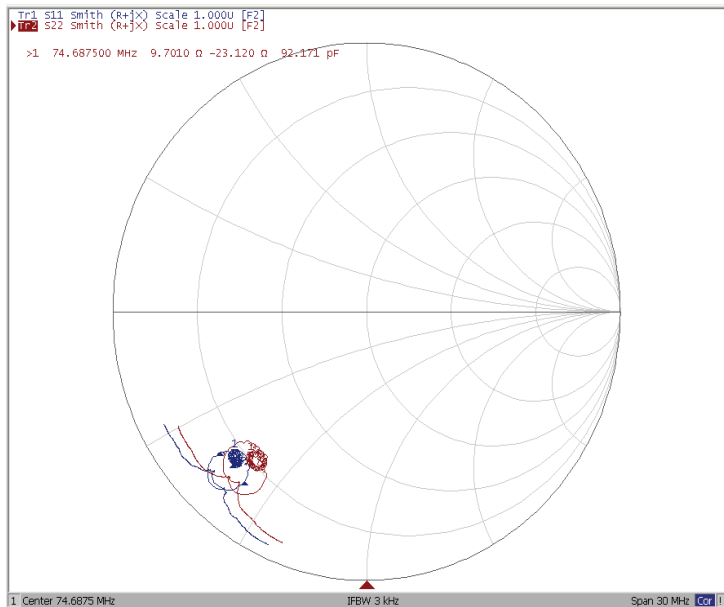 Tr1 S11 Smith (R+jX) Scale 1.000U [F2]
Tr2 S22 Smith (R+jX) Scale 1.000U [F2]
>1 74.687500 MHz 9.7010 Ω -23.120 Ω 92.171 pF
1
1
1 Center 74.6875 MHz IFBW 3 kHz Span 30 MHz Cor !